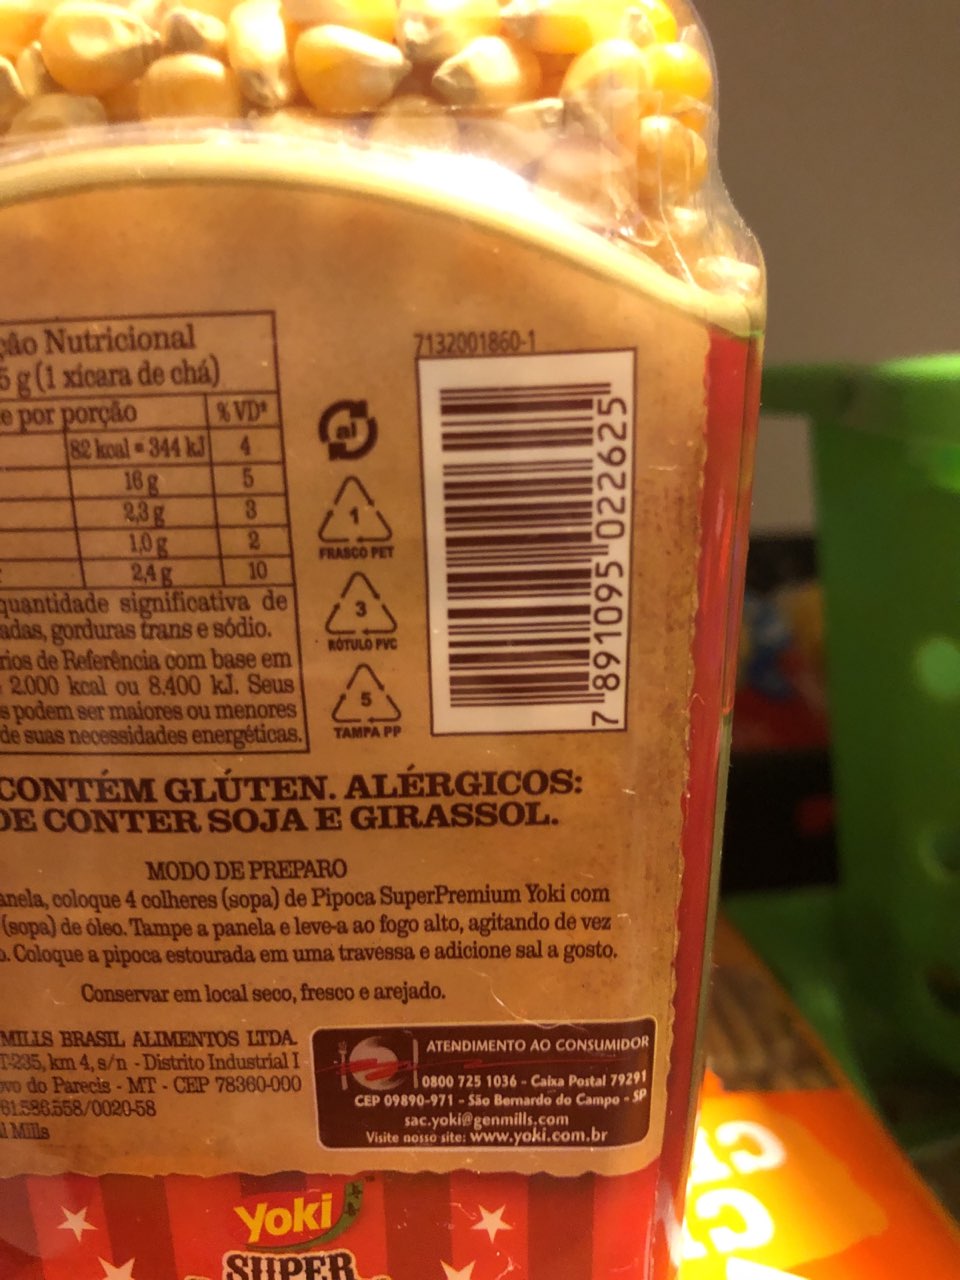 ção Nutricional
5 g (1 xícara de chá)
e por porção
% VD*
82 kcal = 344 kJ 4
16 g 5
2,3 g 3
1,0 g 2
2,4 g 10
quantidade significativa de
adas, gorduras trans e sódio.
rios de Referência com base em
2.000 kcal ou 8.400 kJ. Seus
s podem ser maiores ou menores
de suas necessidades energéticas.
7132001860-1
al
1
FRASCO PET
3
RÓTULO PVC
5
TAMPA PP
7 891095 022625
CONTÉM GLÚTEN. ALÉRGICOS:
DE CONTER SOJA E GIRASSOL.
MODO DE PREPARO
anela, coloque 4 colheres (sopa) de Pipoca SuperPremium Yoki com
(sopa) de óleo. Tampe a panela e leve-a ao fogo alto, agitando de vez
o. Coloque a pipoca estourada em uma travessa e adicione sal a gosto.
Conservar em local seco, fresco e arejado.
MILLS BRASIL ALIMENTOS LTDA.
T-235, km 4, s/n - Distrito Industrial I
ovo do Parecis - MT - CEP 78360-000
61.586.558/0020-58
l Mills
ATENDIMENTO AO CONSUMIDOR
0800 725 1036 - Caixa Postal 79291
CEP 09890-971 - São Bernardo do Campo - SP
sac.yoki@genmills.com
Visite nosso site: www.yoki.com.br
Yoki
SUPER